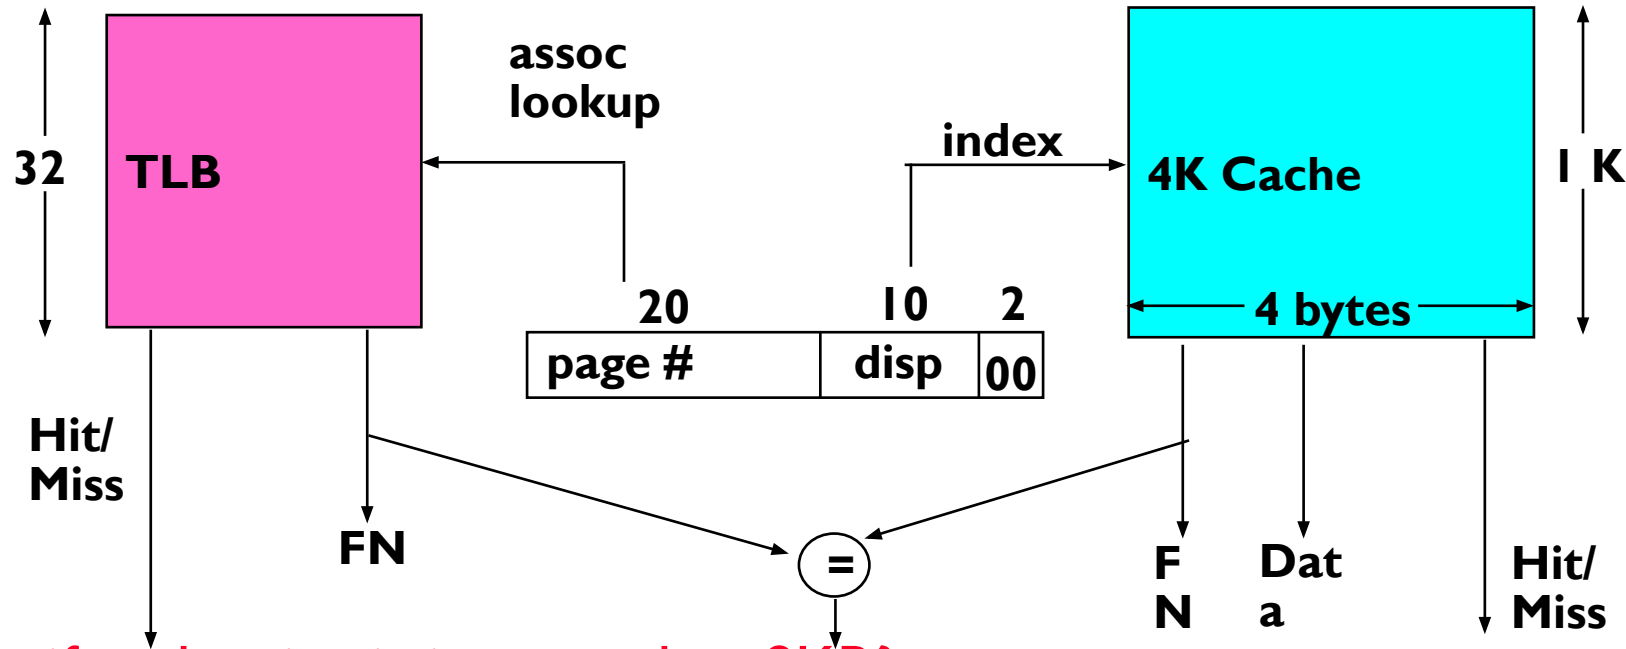 assoc
lookup
index
32
TLB
4K Cache
1 K
20
10
2
4 bytes
page #
disp
00
Hit/
Miss
FN
=
F
N
Dat
a
Hit/
Miss